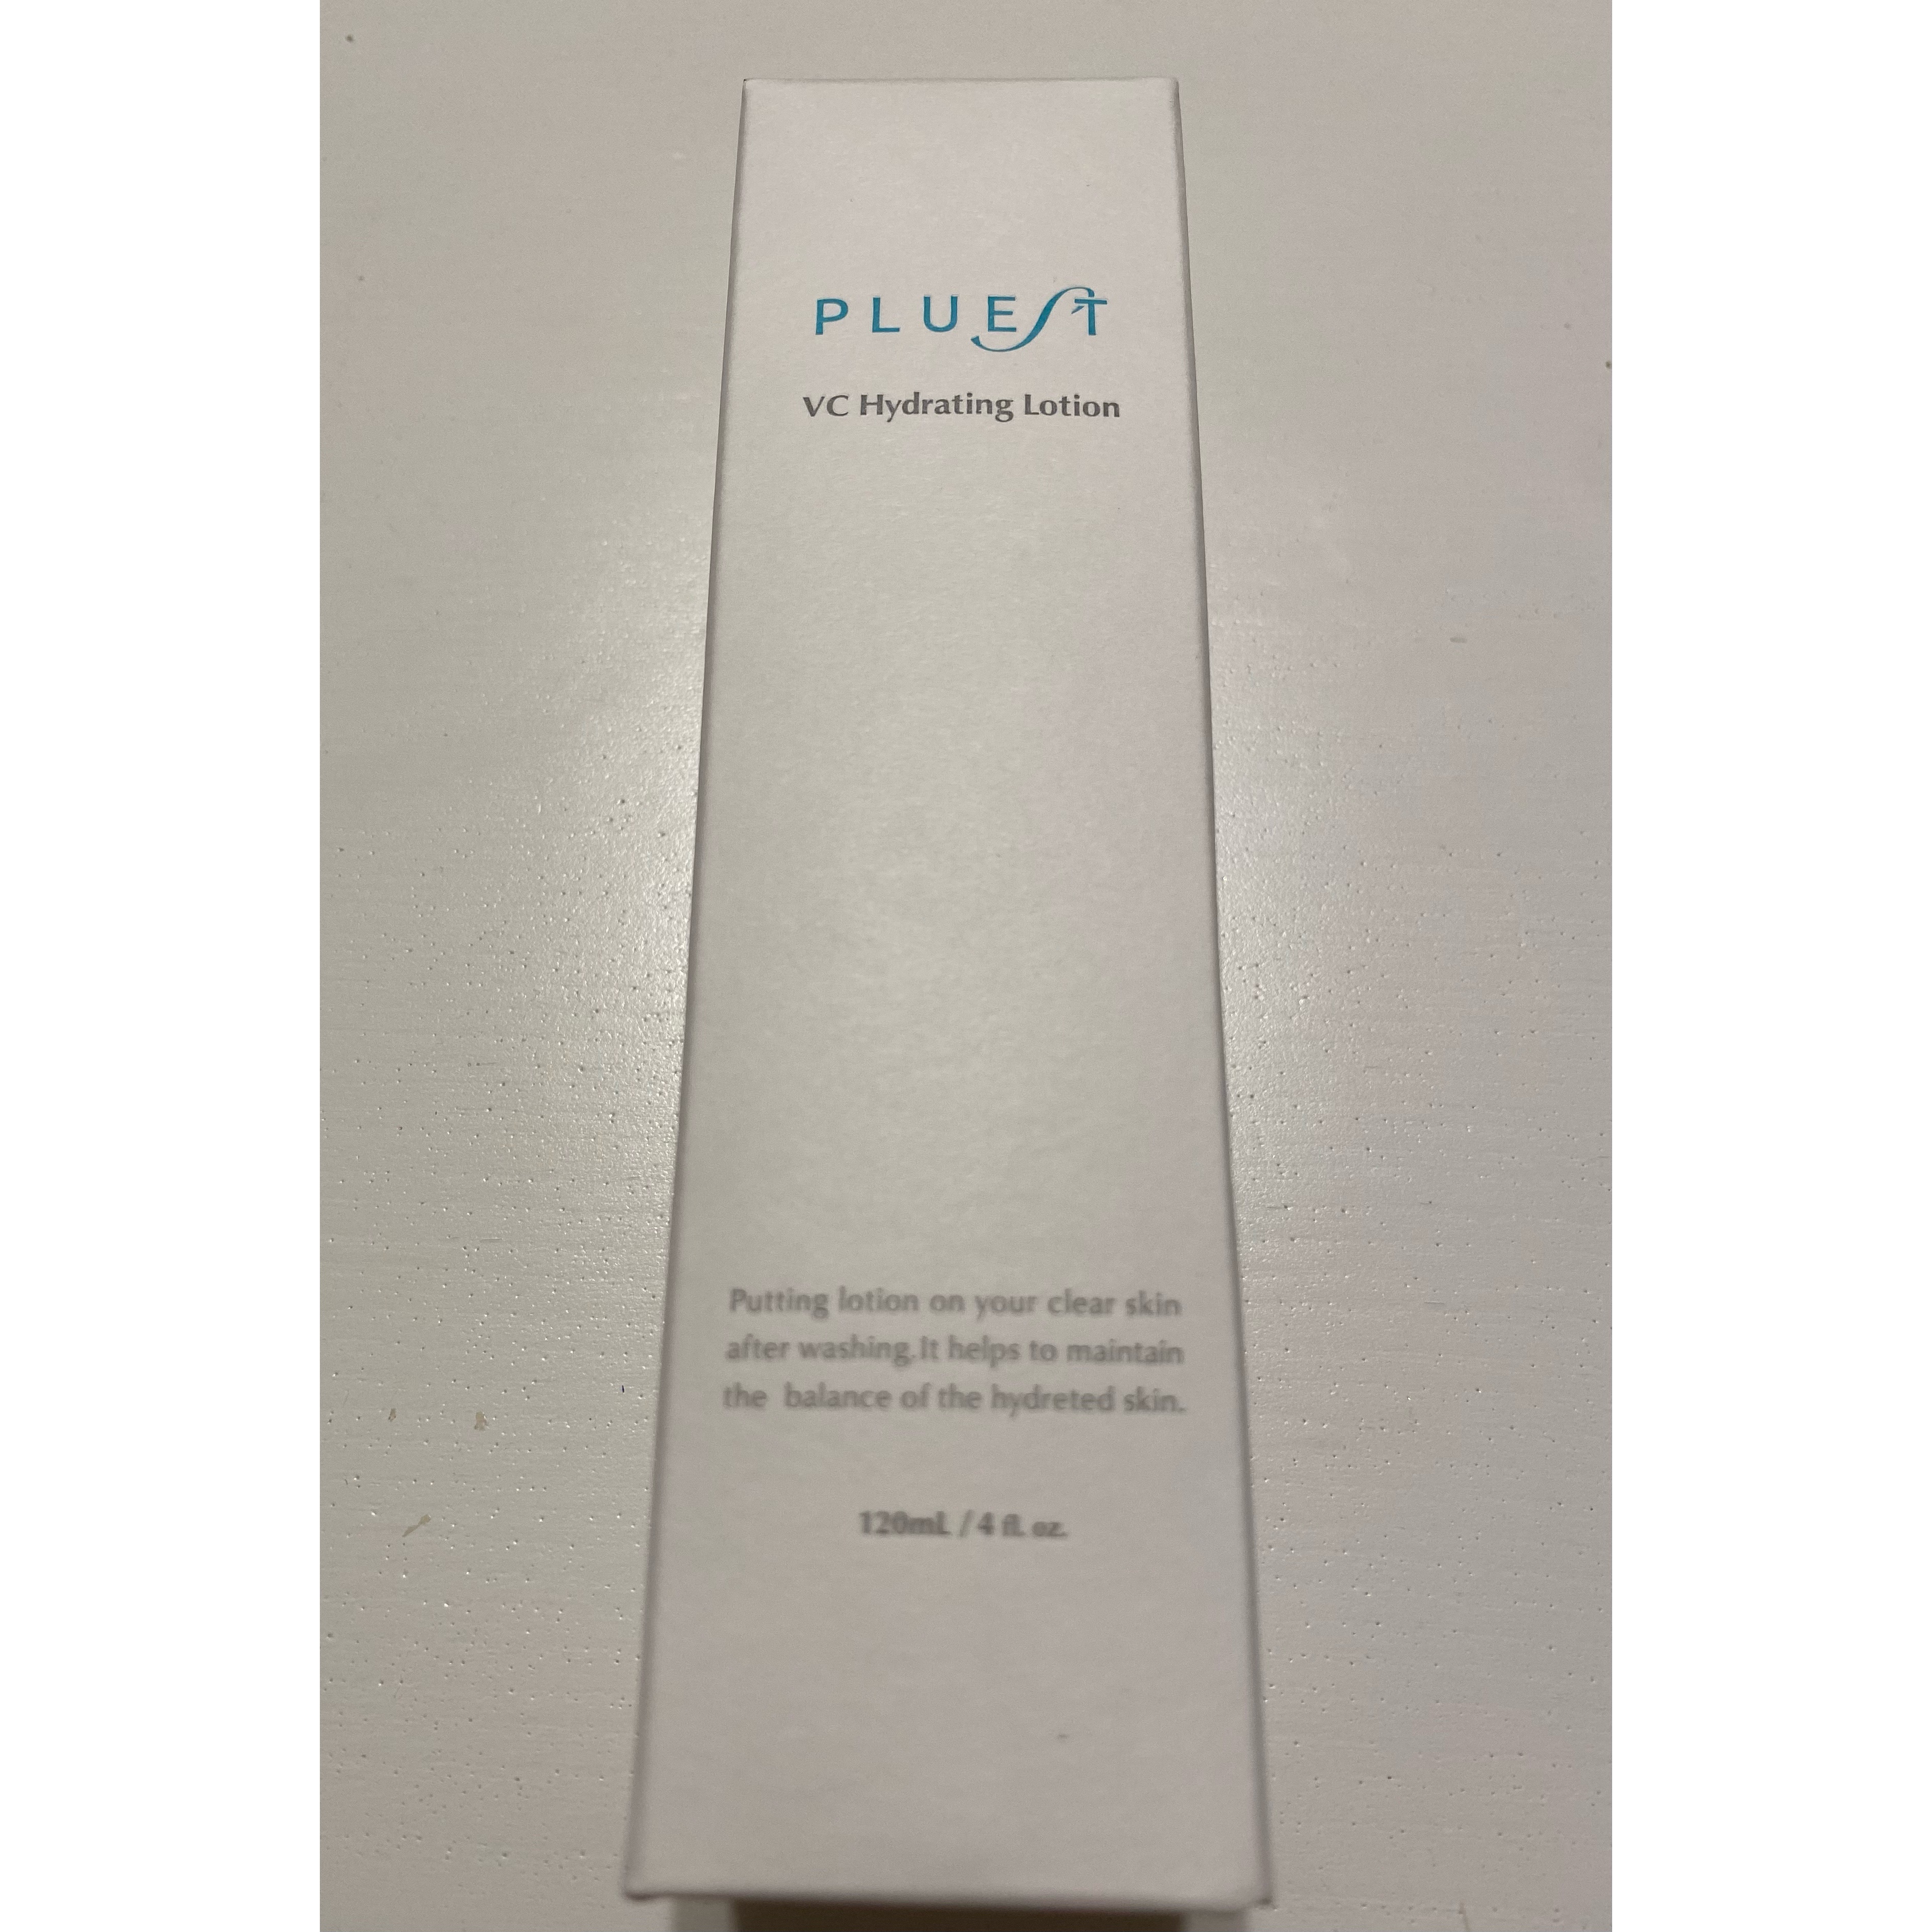 PLUEST
VC Hydrating Lotion
Putting lotion on your clear skin
after washing.It helps to maintain
the balance of the hydreted skin.
120mL / 4 fl. oz.